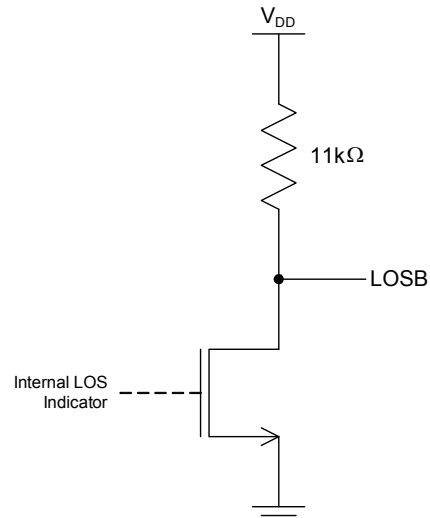 VDD
11kΩ
LOSB
Internal LOS
Indicator